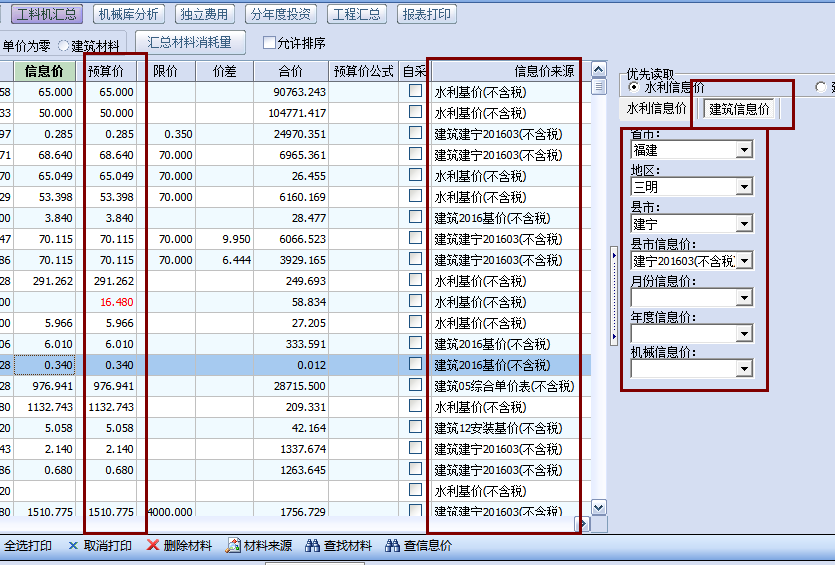 工料机汇总 机械库分析 独立费用 分年度投资 工程汇总 报表打印
单价为零 建筑材料 汇总材料消耗量 允许排序
信息价 预算价 限价 价差 合价 预算价公式 自采 信息价来源
58 65.000 65.000 90763.243 水利基价(不含税)
33 50.000 50.000 104771.417 水利基价(不含税)
97 0.285 0.285 0.350 24970.351 建筑建宁201603(不含税)
71 68.640 68.640 70.000 6965.361 建筑建宁201603(不含税)
70 65.049 65.049 70.000 26.455 水利基价(不含税)
29 53.398 53.398 70.000 6160.169 水利基价(不含税)
00 3.840 3.840 28.477 建筑2016基价(不含税)
47 70.115 70.115 70.000 9.950 6066.523 建筑建宁201603(不含税)
86 70.115 70.115 70.000 6.444 3929.165 建筑建宁201603(不含税)
28 291.262 291.262 249.693 水利基价(不含税)
00 16.480 58.834 水利基价(不含税)
00 5.966 5.966 27.205 水利基价(不含税)
06 6.010 6.010 333.591 建筑2016基价(不含税)
28 0.340 0.340 0.012 建筑2016基价(不含税)
28 976.941 976.941 28715.500 建筑05综合单价表(不含税)
80 1132.743 1132.743 209.331 水利基价(不含税)
20 5.058 5.058 42.164 建筑12安装基价(不含税)
43 2.140 2.140 1337.674 建筑建宁201603(不含税)
86 0.680 0.680 1263.645 建筑建宁201603(不含税)
20 水利基价(不含税)
80 1510.775 1510.775 4000.000 1756.729 建筑建宁201603(不含税)
优先读取
水利信息价
水利信息价 建筑信息价
省市:
福建
地区:
三明
县市:
建宁
县市信息价:
建宁201603(不含税)
月份信息价:
年度信息价:
机械信息价:
全选打印 取消打印 删除材料 材料来源 查找材料 查信息价